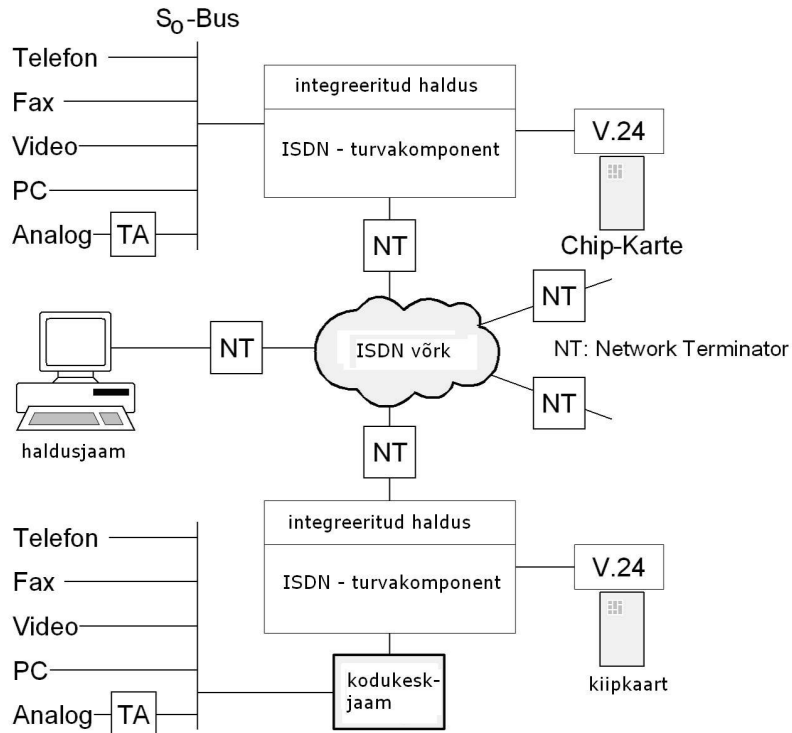 S₀-Bus
Telefon
Fax
Video
PC
Analog
TA
integreeritud haldus
ISDN - turvakomponent
V.24
Chip-Karte
NT
NT
NT
ISDN võrk
NT: Network Terminator
NT
haldusjaam
NT
integreeritud haldus
ISDN - turvakomponent
V.24
kiipkaart
Telefon
Fax
Video
PC
Analog
TA
kodukesk-
jaam